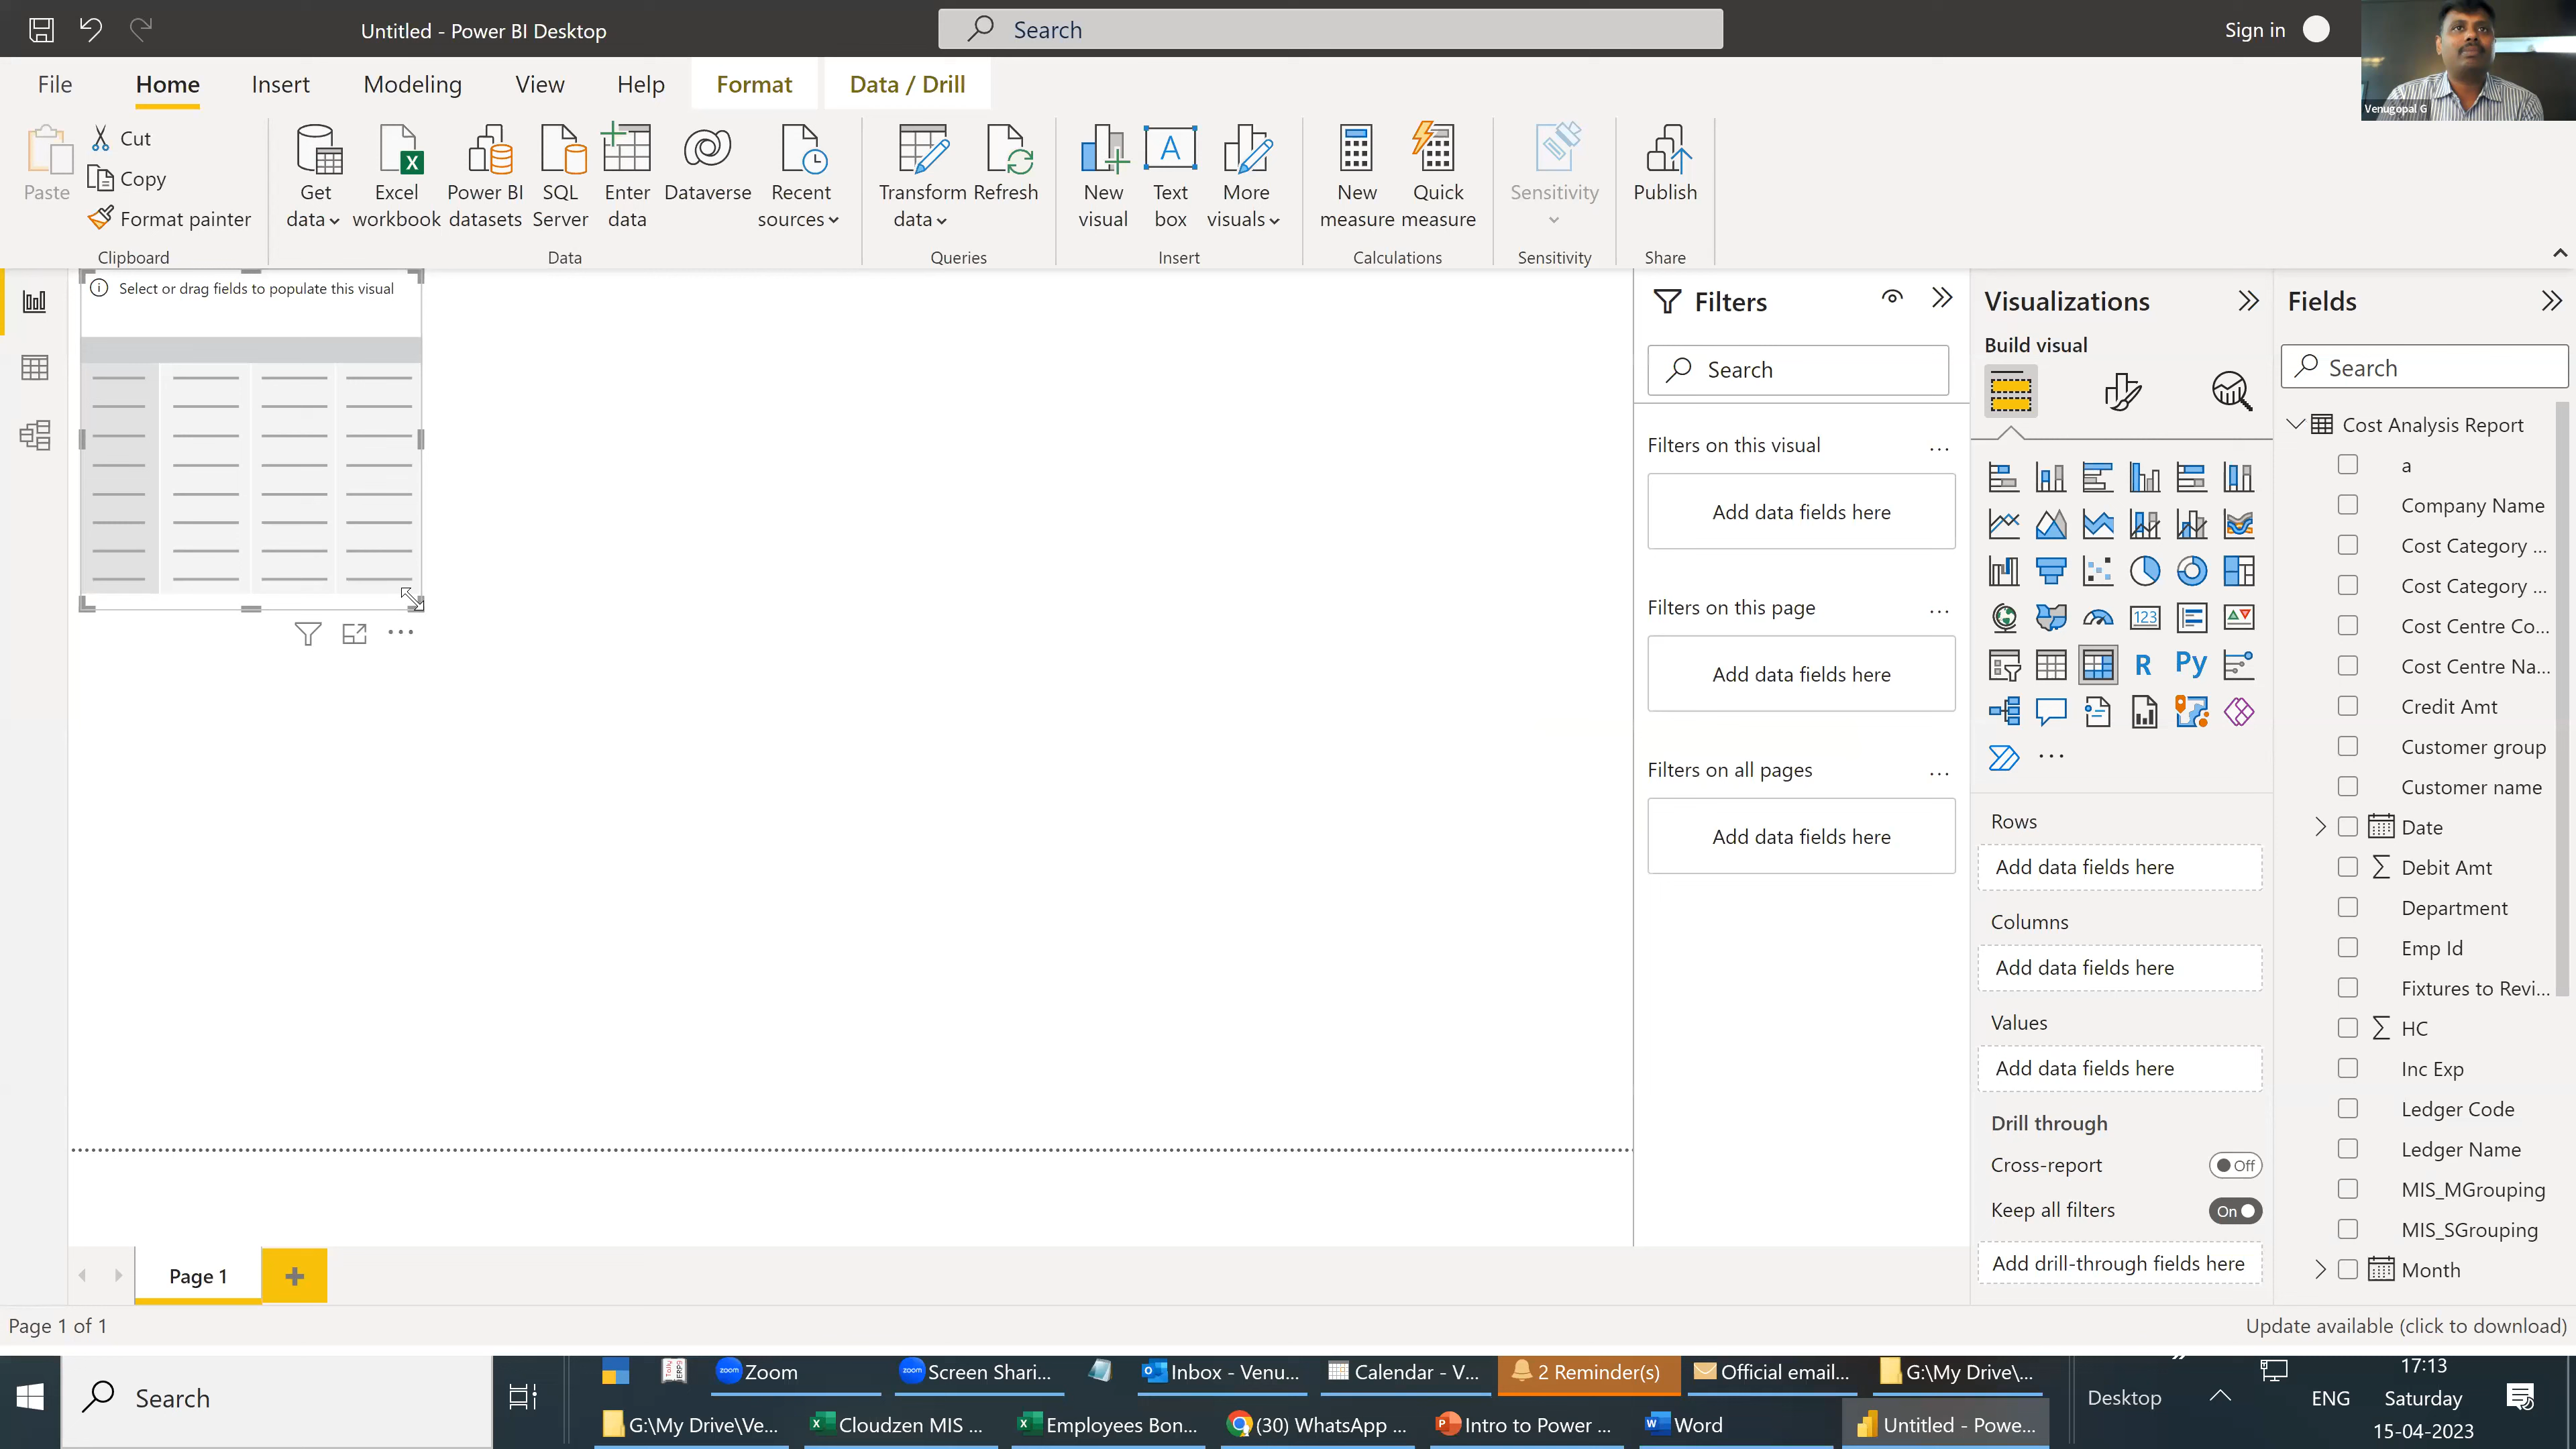 Untitled - Power BI Desktop
Search
Sign in
Venugopal G
File
Home
Insert
Modeling
View
Help
Format
Data / Drill
Paste
Cut
Copy
Format painter
Clipboard
Get data
Excel workbook
Power BI datasets
SQL Server
Enter data
Dataverse
Recent sources
Data
Transform data
Refresh
Queries
New visual
A
Text box
More visuals
Insert
New measure
Quick measure
Calculations
Sensitivity
Sensitivity
Publish
Share
Select or drag fields to populate this visual
Filters
Search
Filters on this visual
...
Add data fields here
Filters on this page
...
Add data fields here
Filters on all pages
...
Add data fields here
Visualizations
Build visual
123
R
Py
...
Rows
Add data fields here
Columns
Add data fields here
Values
Add data fields here
Drill through
Cross-report
Off
Keep all filters
On
Add drill-through fields here
Fields
Search
Cost Analysis Report
a
Company Name
Cost Category ...
Cost Category ...
Cost Centre Co...
Cost Centre Na...
Credit Amt
Customer group
Customer name
Date
Debit Amt
Department
Emp Id
Fixtures to Revi...
HC
Inc Exp
Ledger Code
Ledger Name
MIS_MGrouping
MIS_SGrouping
Month
Page 1
Page 1 of 1
Update available (click to download)
Search
Zoom
Screen Shari...
Inbox - Venu...
Calendar - V...
2 Reminder(s)
Official email...
G:\My Drive\...
G:\My Drive\Ve...
Cloudzen MIS ...
Employees Bon...
(30) WhatsApp ...
Intro to Power ...
Word
Untitled - Powe...
Desktop
ENG
17:13
Saturday
15-04-2023